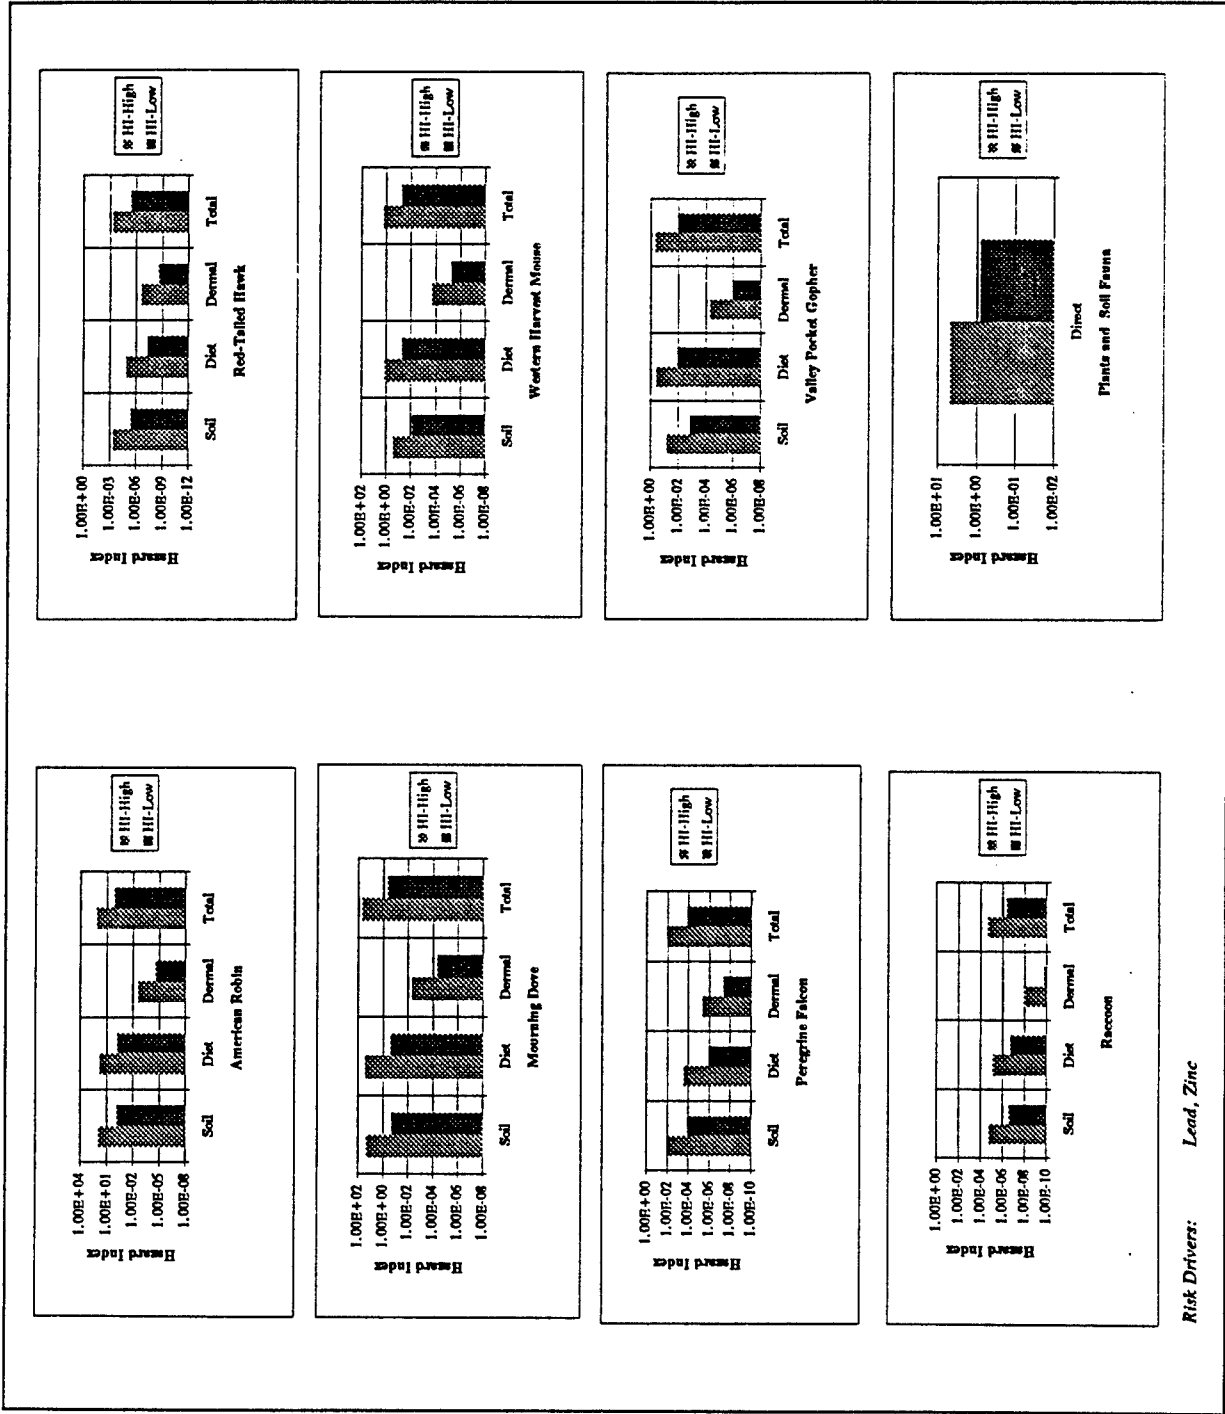 1.00E+04
1.00E+01
1.00E-02
1.00E-05
1.00E-08
Hazard Index
Soil Diet Dermal Total
American Robin
HI-High
HI-Low
1.00E+00
1.00E-03
1.00E-06
1.00E-09
1.00E-12
Hazard Index
Soil Diet Dermal Total
Red-Tailed Hawk
HI-High
HI-Low
1.00E+02
1.00E+00
1.00E-02
1.00E-04
1.00E-06
1.00E-08
Hazard Index
Soil Diet Dermal Total
Mourning Dove
HI-High
HI-Low
1.00E+02
1.00E+00
1.00E-02
1.00E-04
1.00E-06
1.00E-08
Hazard Index
Soil Diet Dermal Total
Western Harvest Mouse
HI-High
HI-Low
1.00E+00
1.00E-02
1.00E-04
1.00E-06
1.00E-08
1.00E-10
Hazard Index
Soil Diet Dermal Total
Peregrine Falcon
HI-High
HI-Low
1.00E+00
1.00E-02
1.00E-04
1.00E-06
1.00E-08
Hazard Index
Soil Diet Dermal Total
Valley Pocket Gopher
HI-High
HI-Low
1.00E+00
1.00E-02
1.00E-04
1.00E-06
1.00E-08
1.00E-10
Hazard Index
Soil Diet Dermal Total
Raccoon
HI-High
HI-Low
1.00E+01
1.00E+00
1.00E-01
1.00E-02
Hazard Index
Direct
Plants and Soil Fauna
HI-High
HI-Low
Risk Drivers: Lead, Zinc